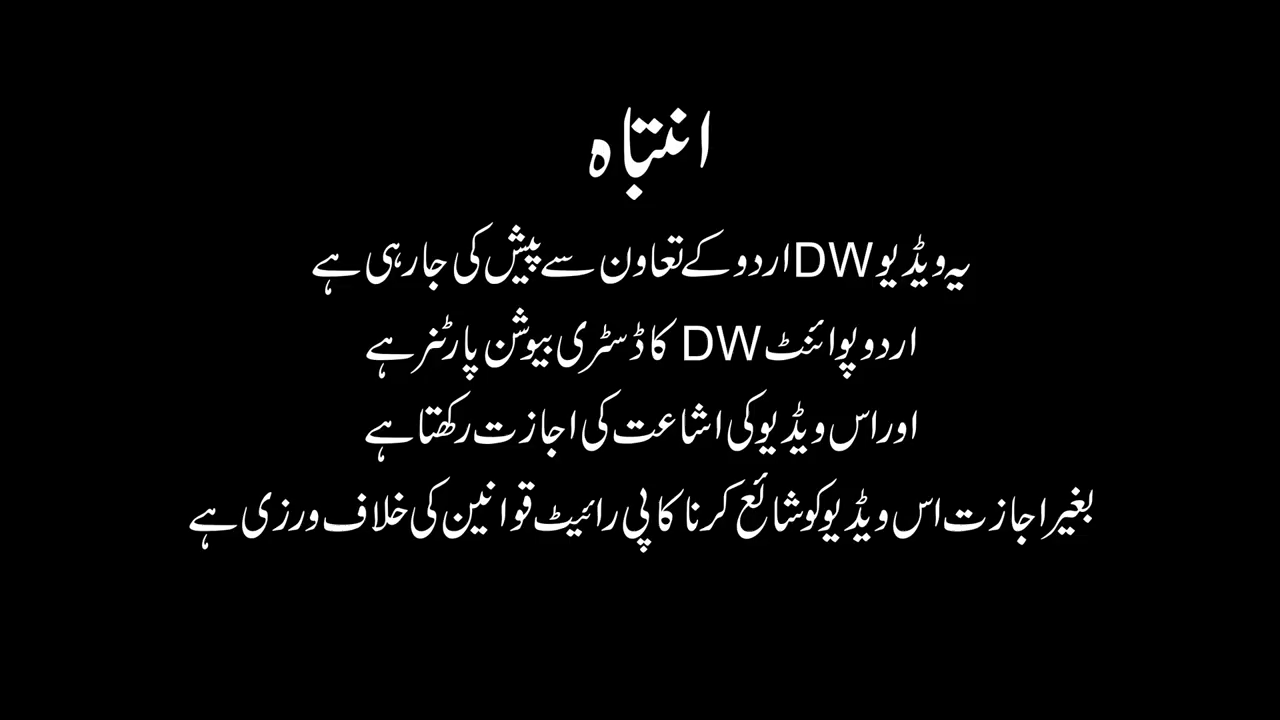 انتباہ
یہ ویڈیو DW اردو کے تعاون سے پیش کی جارہی ہے
اردو پوائنٹ DW کا ڈسٹری بیوشن پارٹنر ہے
اور اس ویڈیو کی اشاعت کی اجازت رکھتا ہے
بغیر اجازت اس ویڈیو کو شائع کرنا کاپی رائیٹ قوانین کی خلاف ورزی ہے